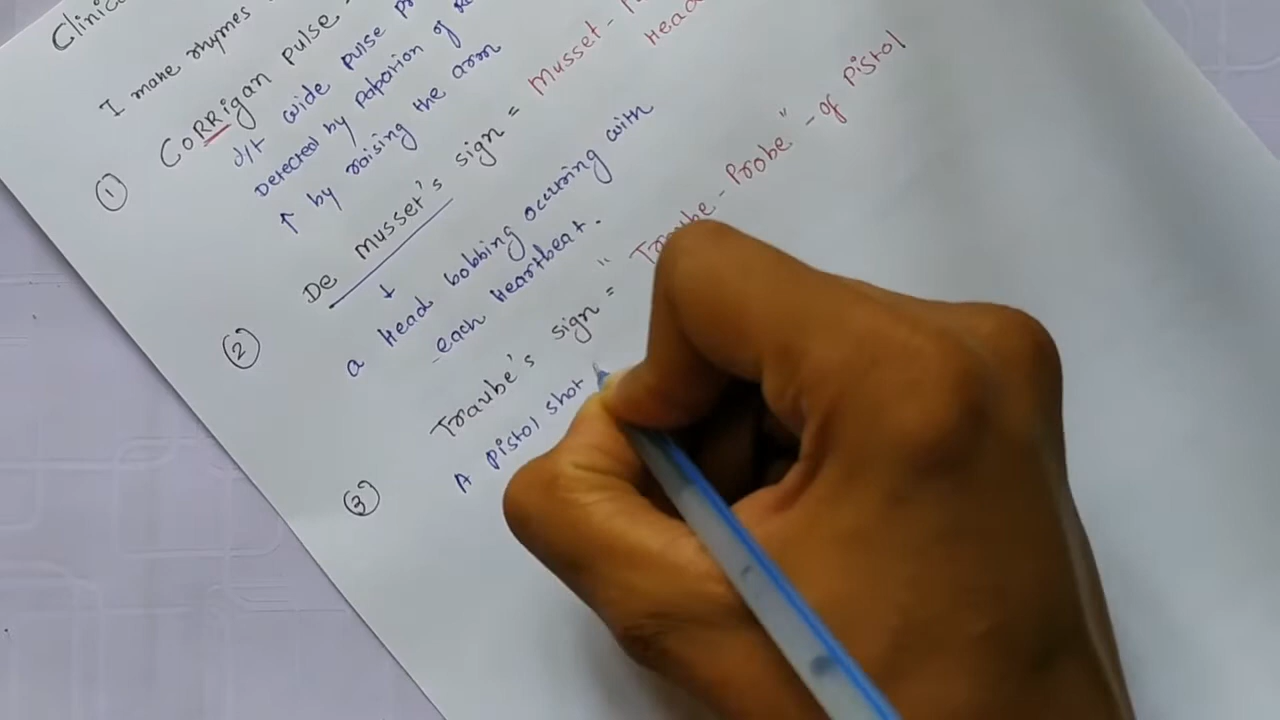 I make rhymes
① CoRRigan pulse -
d/t wide pulse
Detected by Palpation of
↑ by raising the arm
② De Musset's sign = Musset-
Head
↓
a Head bobbing occuring with
each Heartbeat.
③ Traube's sign = " Traube - Probe" - of Pistol
A Pistol shot